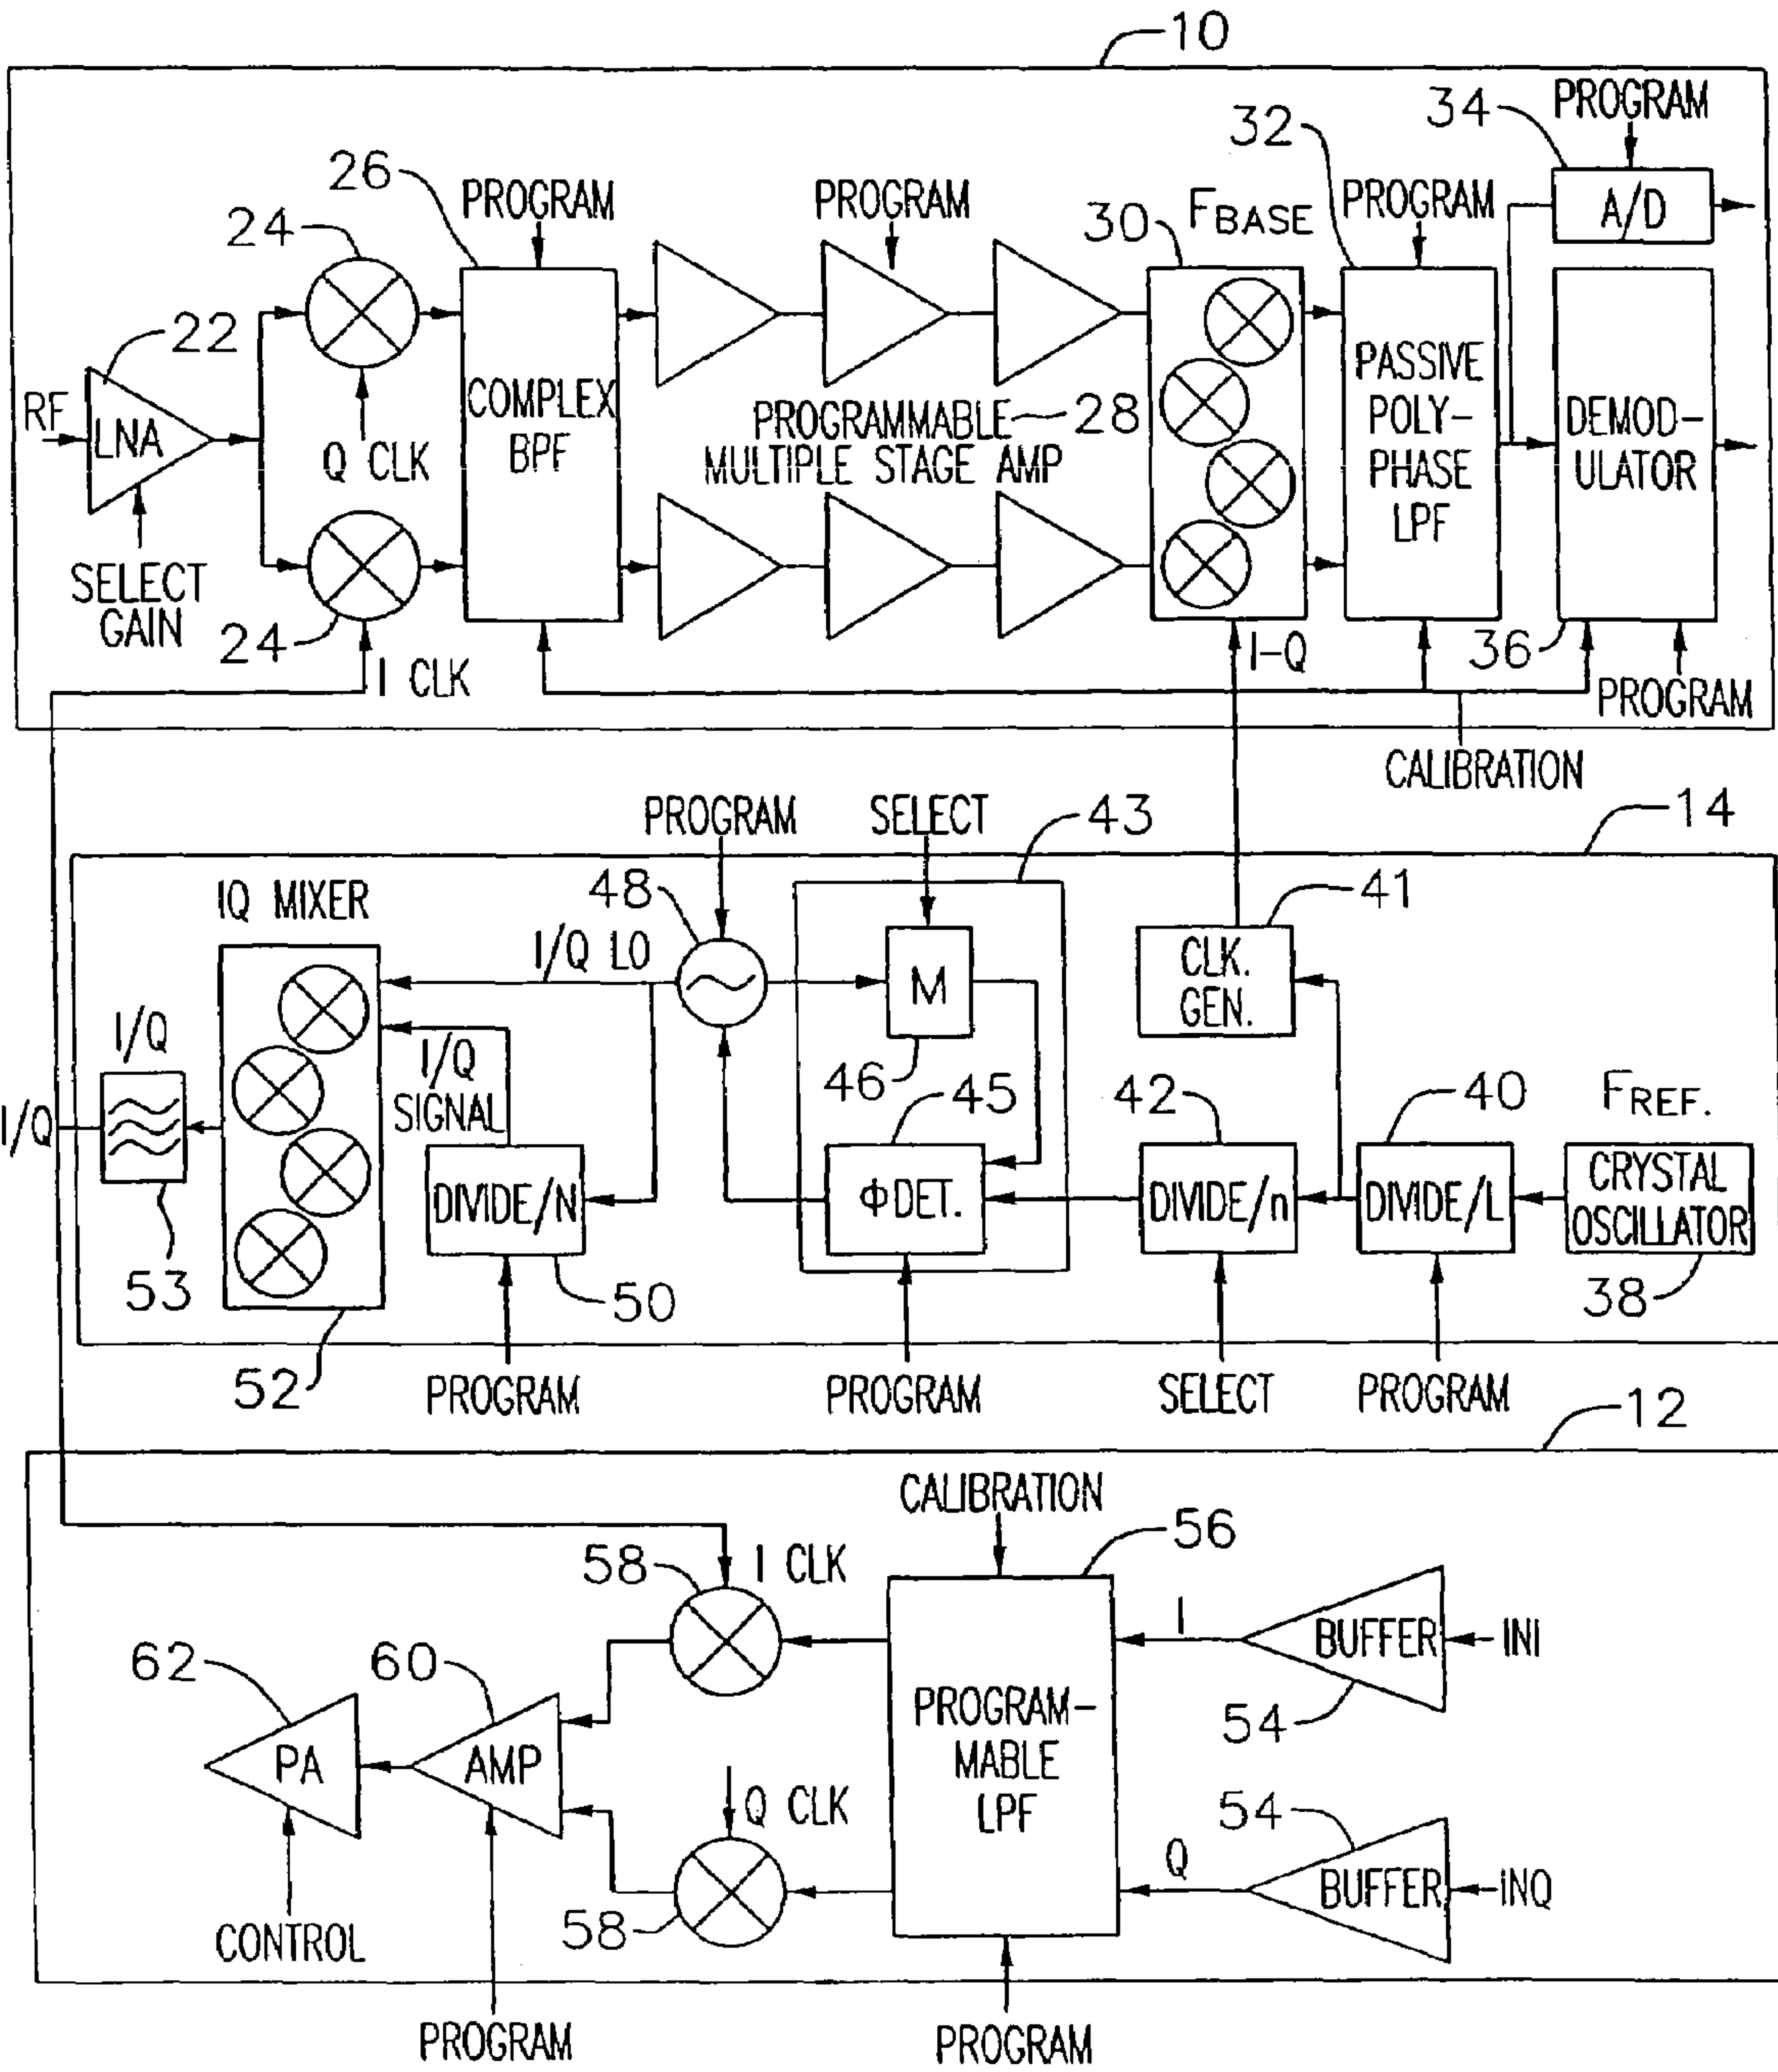 10
34
PROGRAM
32
26
PROGRAM
PROGRAM
30
FBASE
PROGRAM
A/D
24
22
RF
LNA
Q CLK
COMPLEX
BPF
PROGRAMMABLE
MULTIPLE STAGE AMP
28
PASSIVE
POLY-
PHASE
LPF
DEMOD-
ULATOR
SELECT
GAIN
24
I CLK
I-Q
36
PROGRAM
CALIBRATION
PROGRAM
SELECT
43
14
IQ MIXER
48
41
I/Q LO
M
CLK.
GEN.
I/Q
I/Q
SIGNAL
46
45
42
40
FREF.
I/Q
DIVIDE/N
ΦDET.
DIVIDE/n
DIVIDE/L
CRYSTAL
OSCILLATOR
53
50
38
52
PROGRAM
PROGRAM
SELECT
PROGRAM
12
CALIBRATION
58
I CLK
56
I
BUFFER
INI
62
60
54
PROGRAM-
MABLE
LPF
PA
AMP
Q CLK
54
Q
BUFFER
INQ
58
CONTROL
PROGRAM
PROGRAM